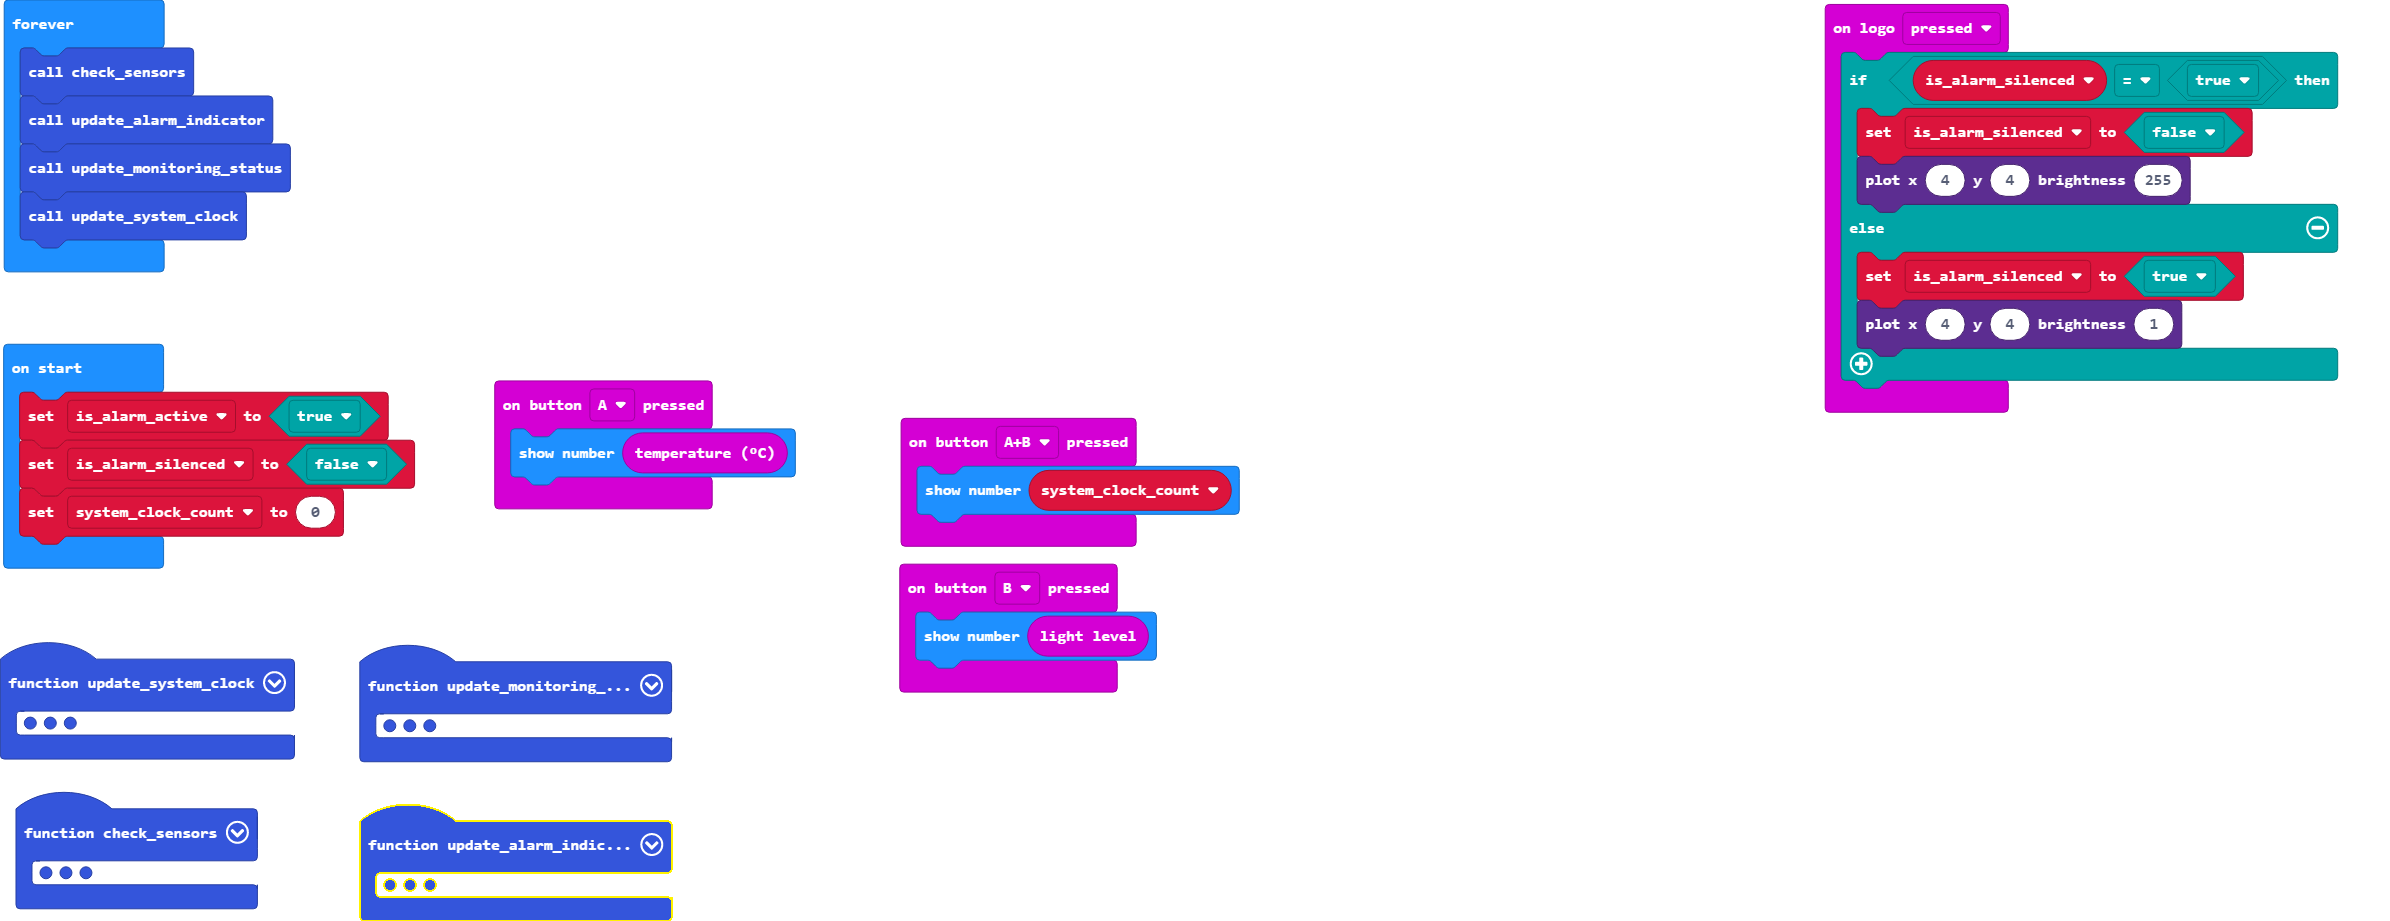 forever
call check_sensors
call update_alarm_indicator
call update_monitoring_status
call update_system_clock
on start
set is_alarm_active to true
set is_alarm_silenced to false
set system_clock_count to 0
on button A pressed
show number temperature (°C)
on button A+B pressed
show number system_clock_count
on button B pressed
show number light level
on logo pressed
if is_alarm_silenced = true then
set is_alarm_silenced to false
plot x 4 y 4 brightness 255
else
set is_alarm_silenced to true
plot x 4 y 4 brightness 1
function update_system_clock
function update_monitoring_...
function check_sensors
function update_alarm_indic...